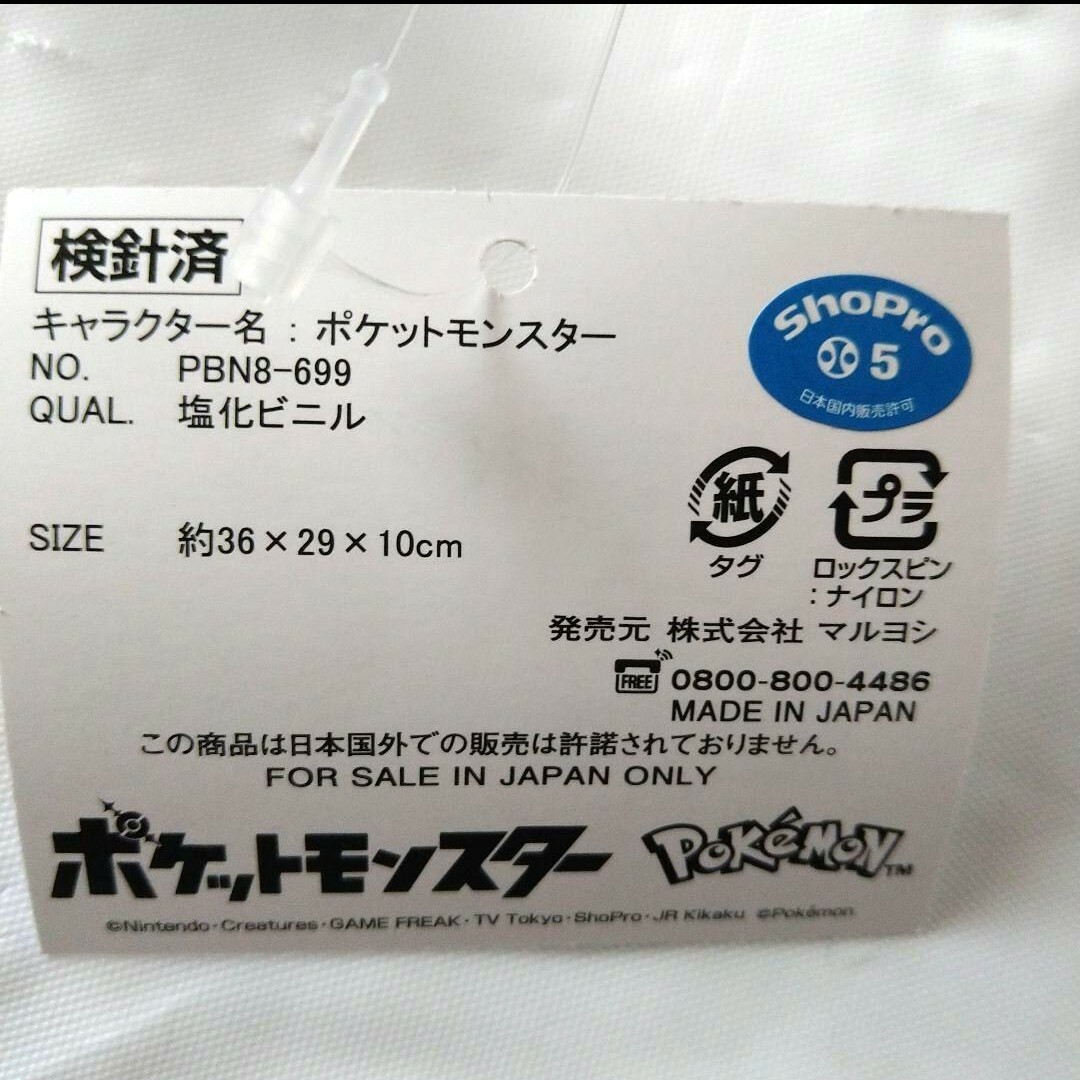 検針済
キャラクター名 : ポケットモンスター
NO. PBN8-699
QUAL. 塩化ビニル
SIZE 約36×29×10cm
ShoPro
5
日本国内販売許可
紙
タグ
プラ
ロックスピン
:ナイロン
発売元 株式会社 マルヨシ
FREE 0800-800-4486
MADE IN JAPAN
この商品は日本国外での販売は許諾されておりません。
FOR SALE IN JAPAN ONLY
ポケットモンスター POKéMON™
©Nintendo・Creatures・GAME FREAK・TV Tokyo・ShoPro・JR Kikaku ©Pokémon